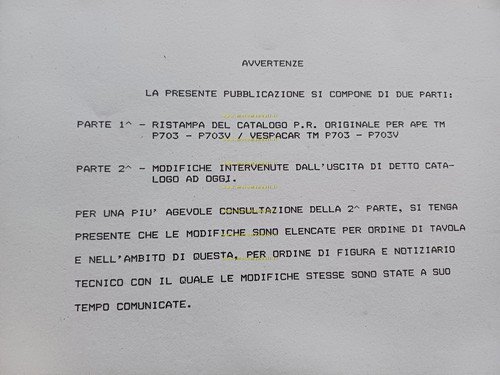 AVVERTENZE
LA PRESENTE PUBBLICAZIONE SI COMPONE DI DUE PARTI:
PARTE 1^ - RISTAMPA DEL CATALOGO P.R. ORIGINALE PER APE TM
P703 - P703V / VESPACAR TM P703 - P703V
PARTE 2^ - MODIFICHE INTERVENUTE DALL'USCITA DI DETTO CATA-
LOGO AD OGGI.
PER UNA PIU' AGEVOLE CONSULTAZIONE DELLA 2^ PARTE, SI TENGA
PRESENTE CHE LE MODIFICHE SONO ELENCATE PER ORDINE DI TAVOLA
E NELL'AMBITO DI QUESTA, PER ORDINE DI FIGURA E NOTIZIARIO
TECNICO CON IL QUALE LE MODIFICHE STESSE SONO STATE A SUO
TEMPO COMUNICATE.